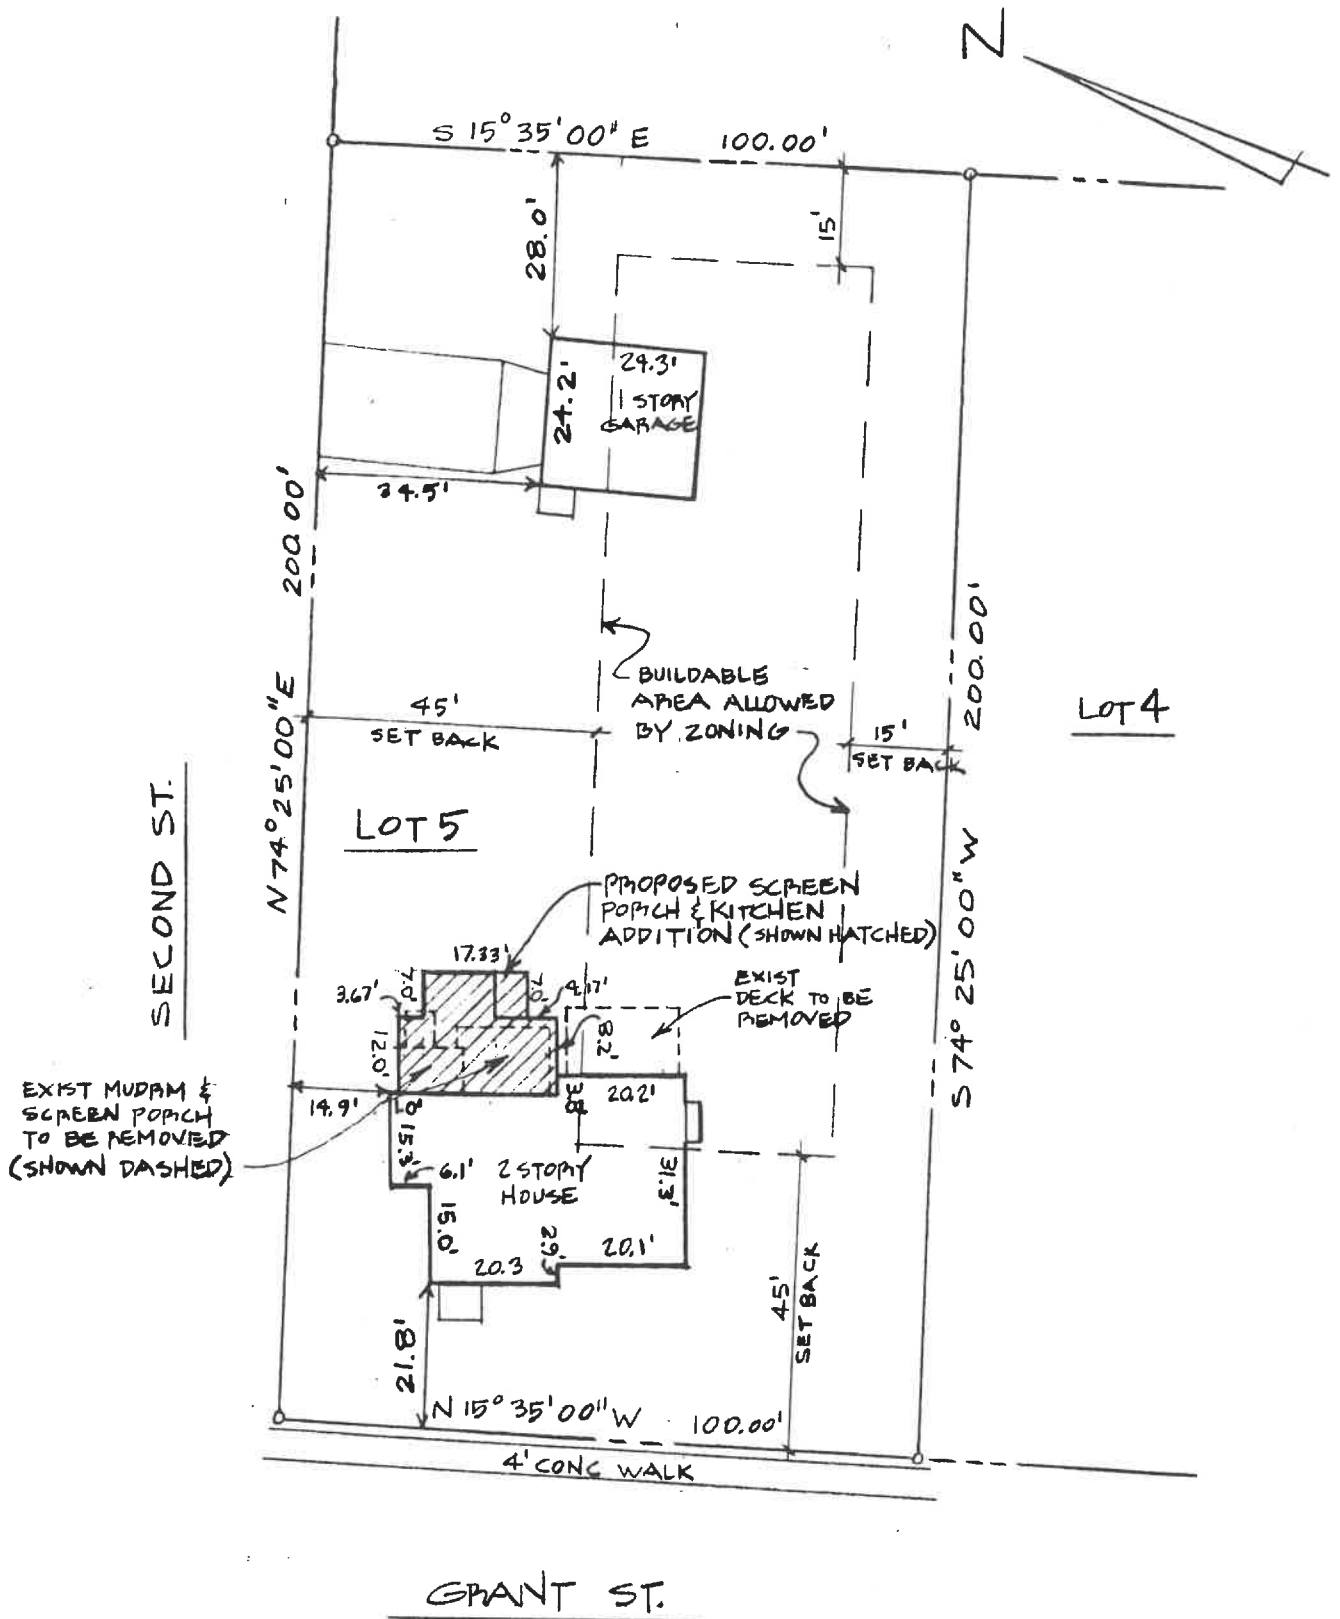 N
S 15° 35' 00" E 100.00'
28.0'
15'
24.3'
24.2'
1 STORY
GARAGE
34.5'
200.00'
N 74° 25' 00" E
200.00'
S 74° 25' 00" W
BUILDABLE
AREA ALLOWED
BY ZONING
45'
SET BACK
15'
SET BACK
LOT 4
LOT 5
SECOND ST.
PROPOSED SCREEN
PORCH & KITCHEN
ADDITION (SHOWN HATCHED)
17.33'
7.0'
7.0'
3.67'
4.17'
EXIST
DECK TO BE
REMOVED
12.0'
8.2'
EXIST MUDRM &
SCREEN PORCH
TO BE REMOVED
(SHOWN DASHED)
14.9'
3.8'
20.2'
15.3'
6.1'
2 STORY
HOUSE
31.3'
15.0'
20.3
20.1'
45'
SET BACK
21.8'
N 15° 35' 00" W 100.00'
4' CONC WALK
GRANT ST.